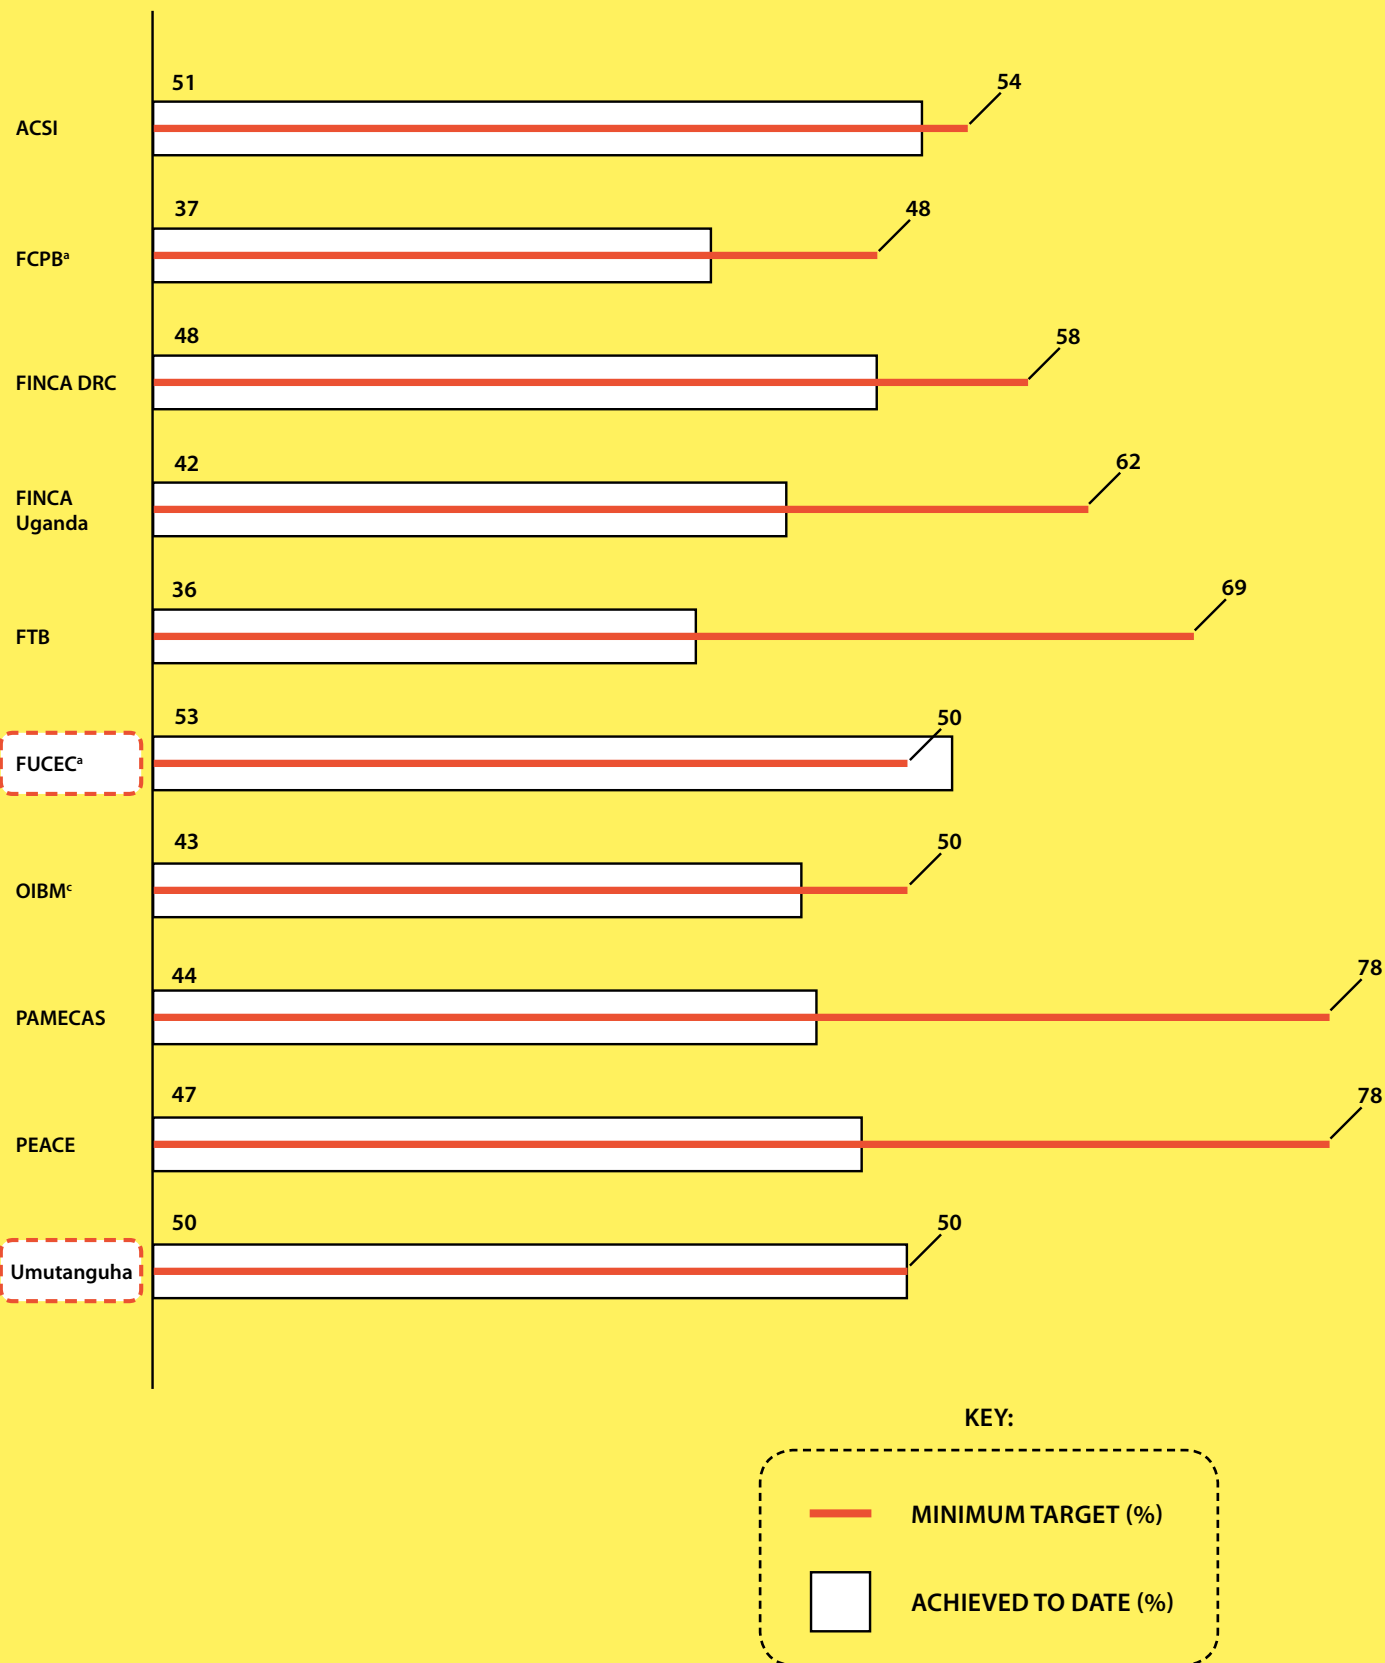 51
54
ACSI
37
48
FCPBᵃ
48
58
FINCA DRC
42
62
FINCA
Uganda
36
69
FTB
53
50
FUCECᵃ
43
50
OIBMᶜ
44
78
PAMECAS
47
78
PEACE
50
50
Umutanguha
KEY:
MINIMUM TARGET (%)
ACHIEVED TO DATE (%)